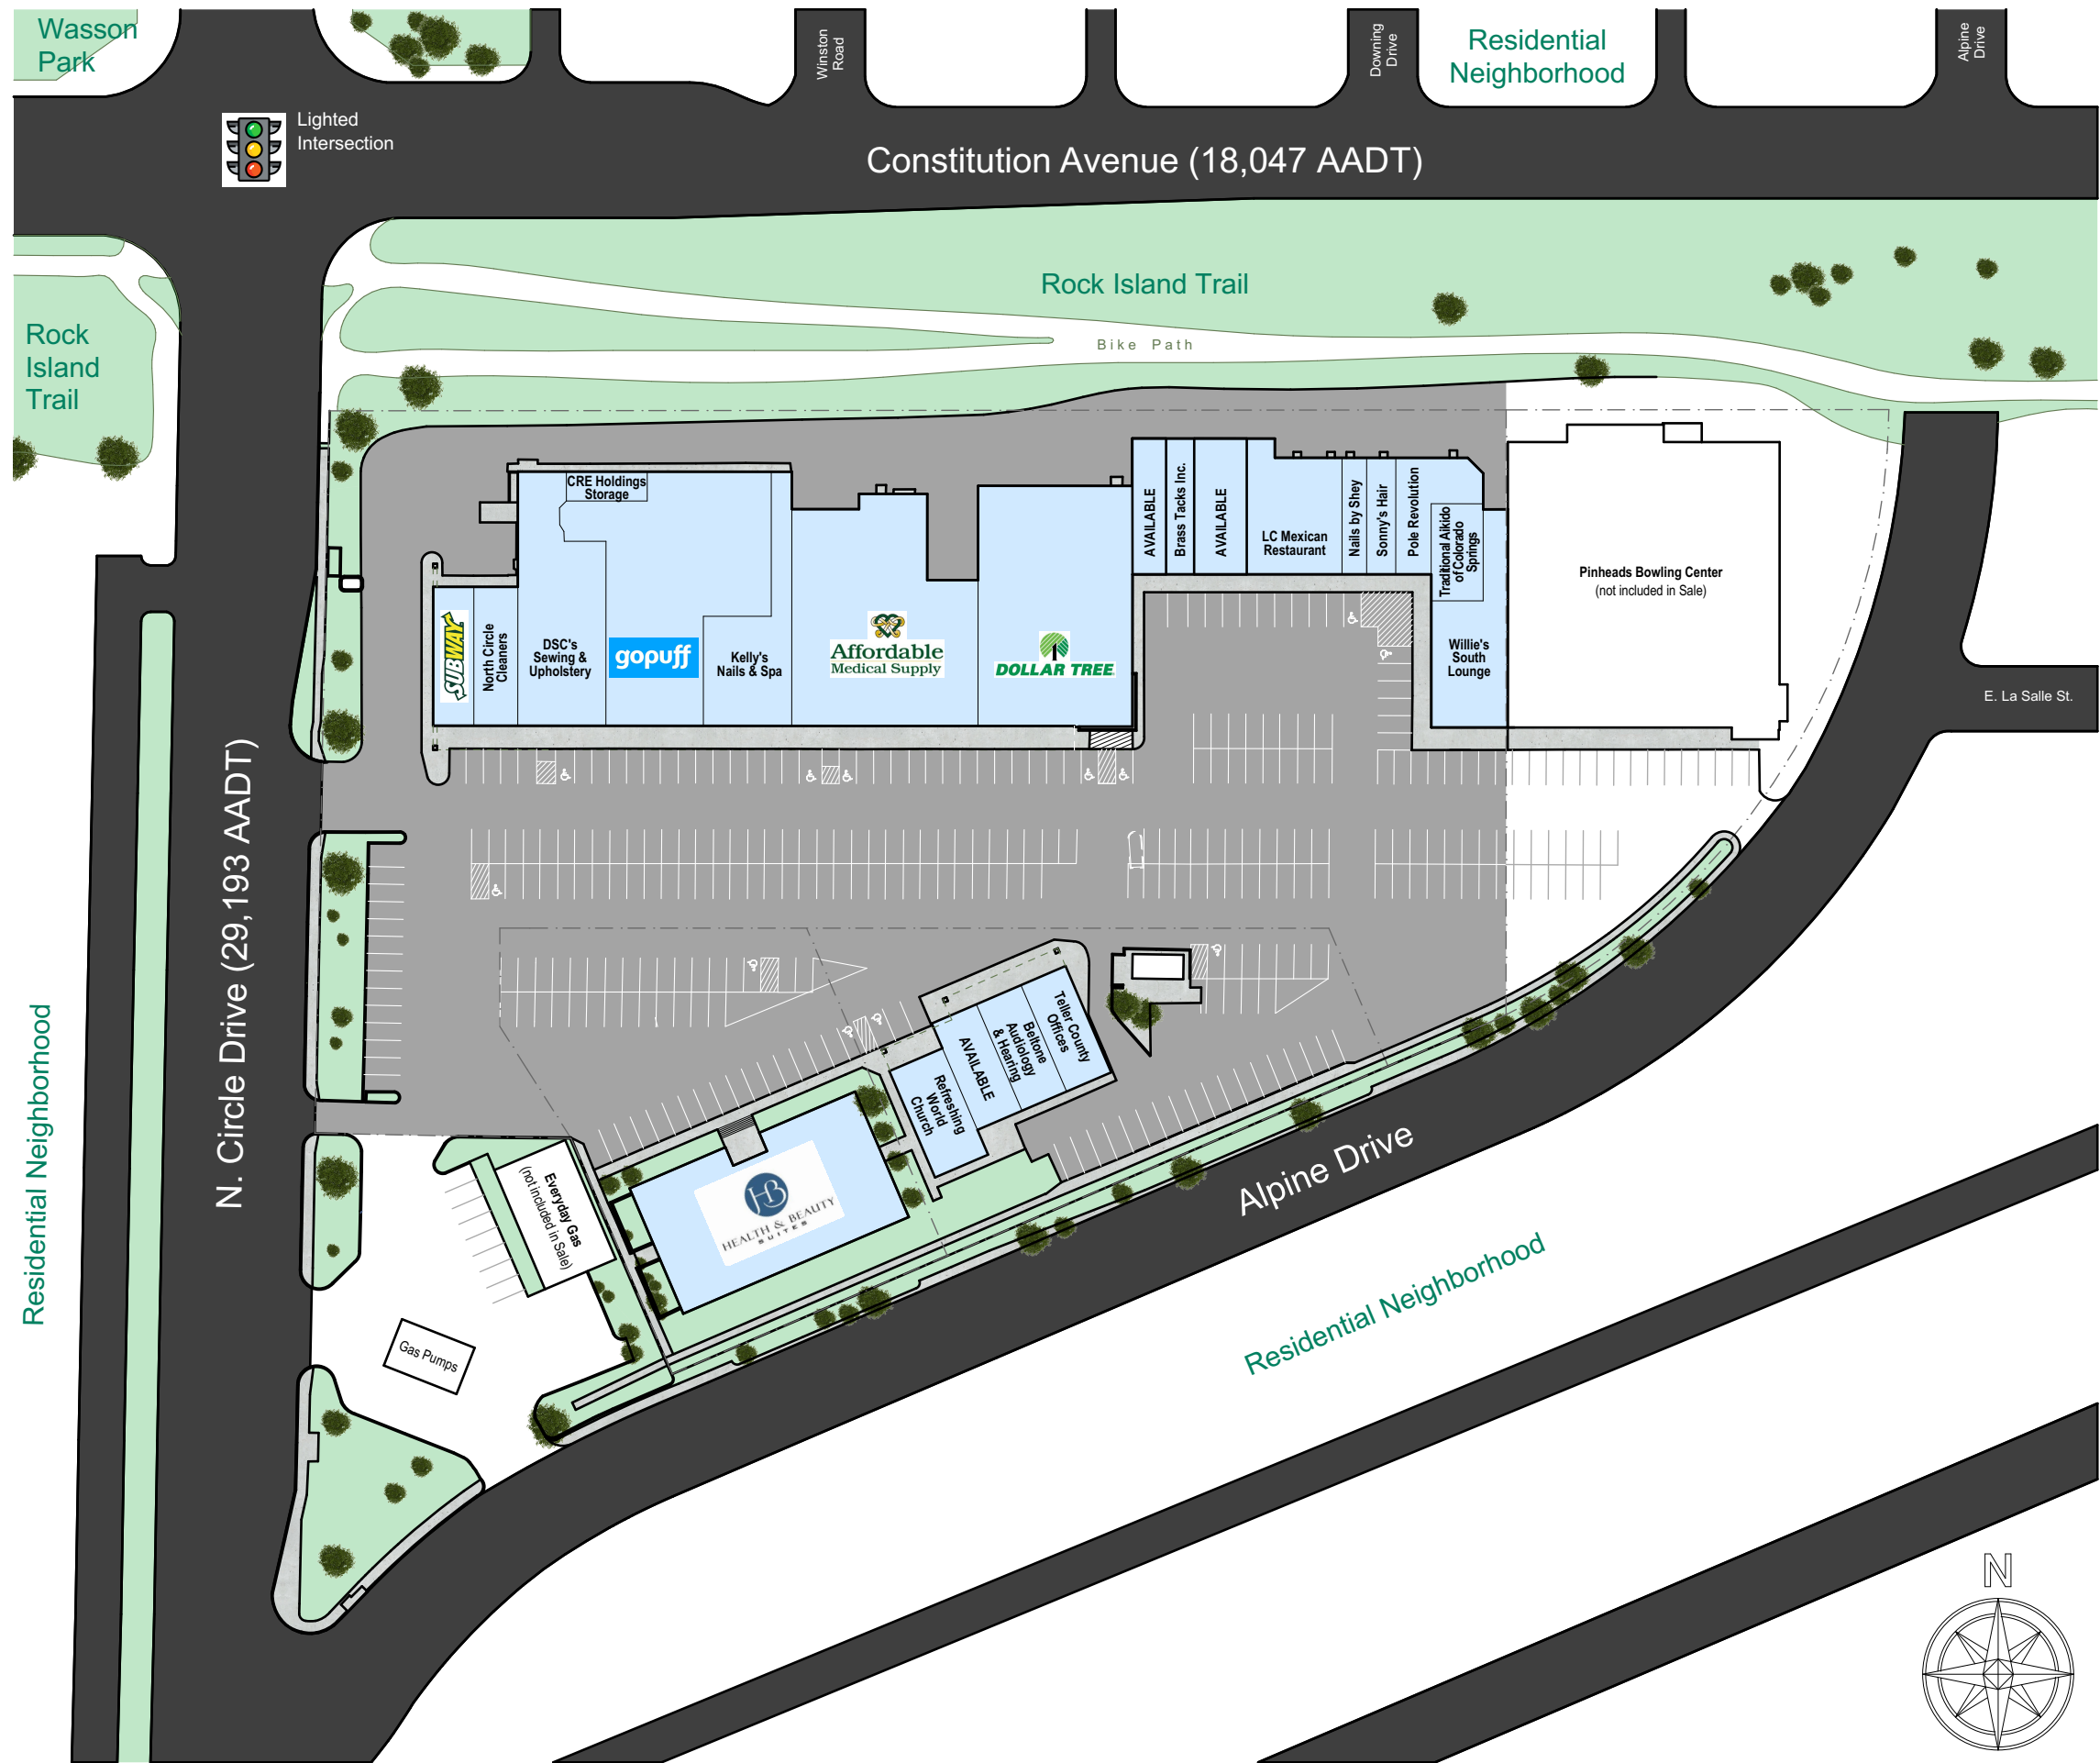 Wasson
Park
Winston
Road
Downing
Drive
Residential
Neighborhood
Alpine
Drive
Lighted
Intersection
Constitution Avenue (18,047 AADT)
Rock Island Trail
Bike Path
Rock
Island
Trail
CRE Holdings
Storage
SUBWAY
North Circle
Cleaners
DSC's
Sewing &
Upholstery
gopuff
Kelly's
Nails & Spa
Affordable
Medical Supply
DOLLAR TREE
AVAILABLE
Brass Tacks Inc.
AVAILABLE
LC Mexican
Restaurant
Nails by Shey
Sonny's Hair
Pole Revolution
Traditional Aikido
of Colorado
Springs
Willie's
South
Lounge
Pinheads Bowling Center
(not included in Sale)
E. La Salle St.
N. Circle Drive (29,193 AADT)
Residential Neighborhood
Teller County
Offices
Beltone
Audiology
& Hearing
AVAILABLE
Refreshing
World
Church
HB
HEALTH & BEAUTY
SUITES
Everyday Gas
(not included in Sale)
Gas Pumps
Alpine Drive
Residential Neighborhood
N